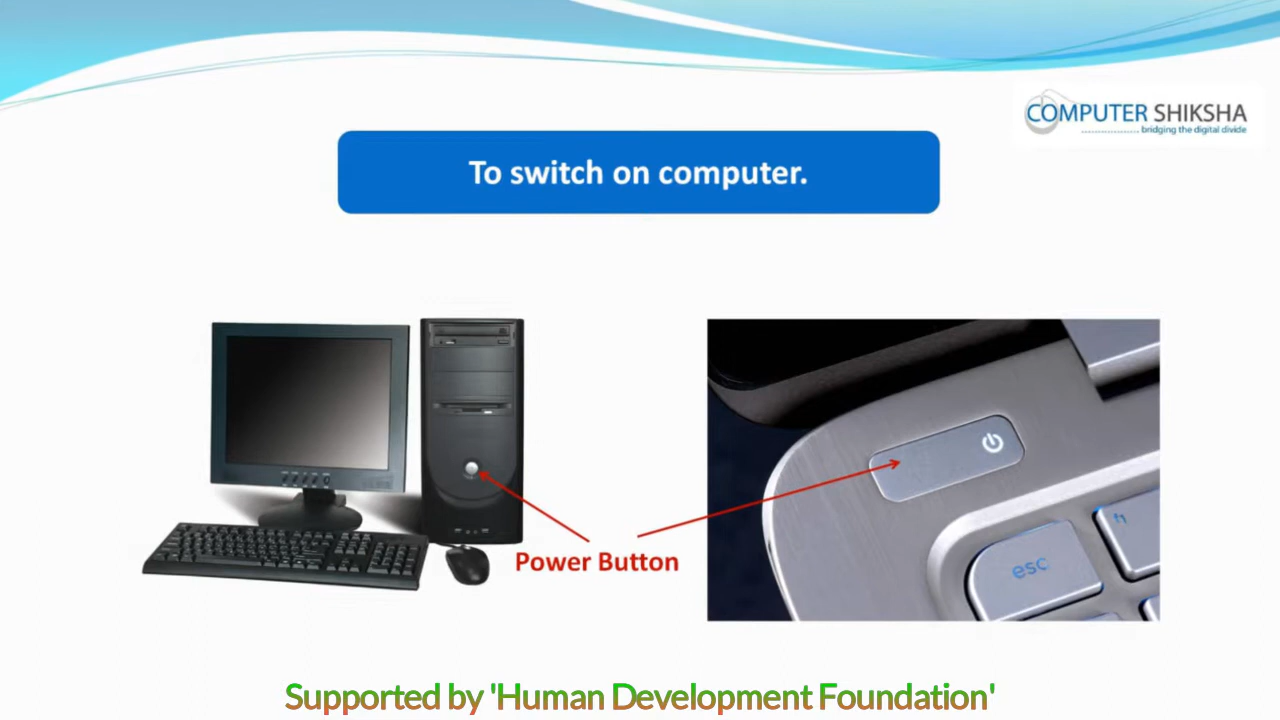 COMPUTER SHIKSHA
bridging the digital divide
To switch on computer.
Power Button
esc
Supported by 'Human Development Foundation'